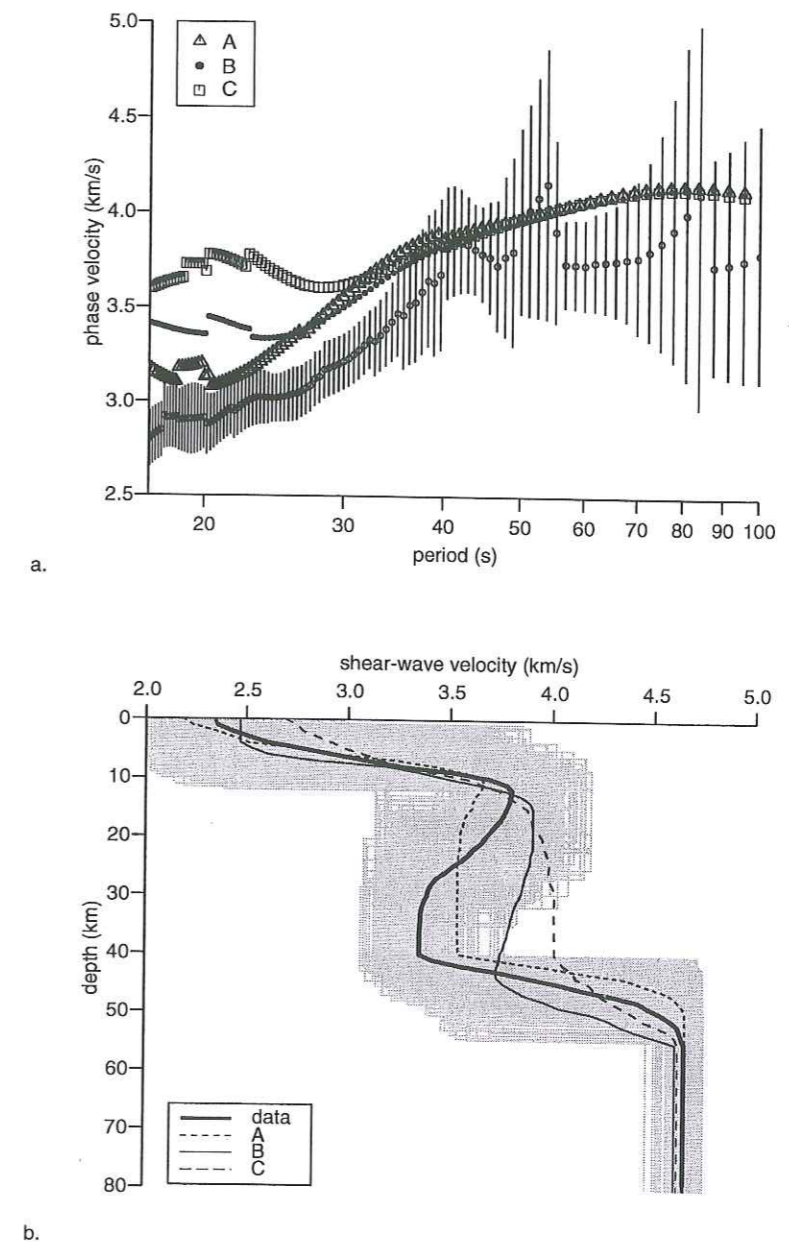 5.0
A
B
C
4.5
4.0
3.5
3.0
2.5
phase velocity (km/s)
20 30 40 50 60 70 80 90 100
period (s)
a.
shear-wave velocity (km/s)
2.0 2.5 3.0 3.5 4.0 4.5 5.0
0
10
20
30
40
50
60
70
80
depth (km)
data
A
B
C
b.